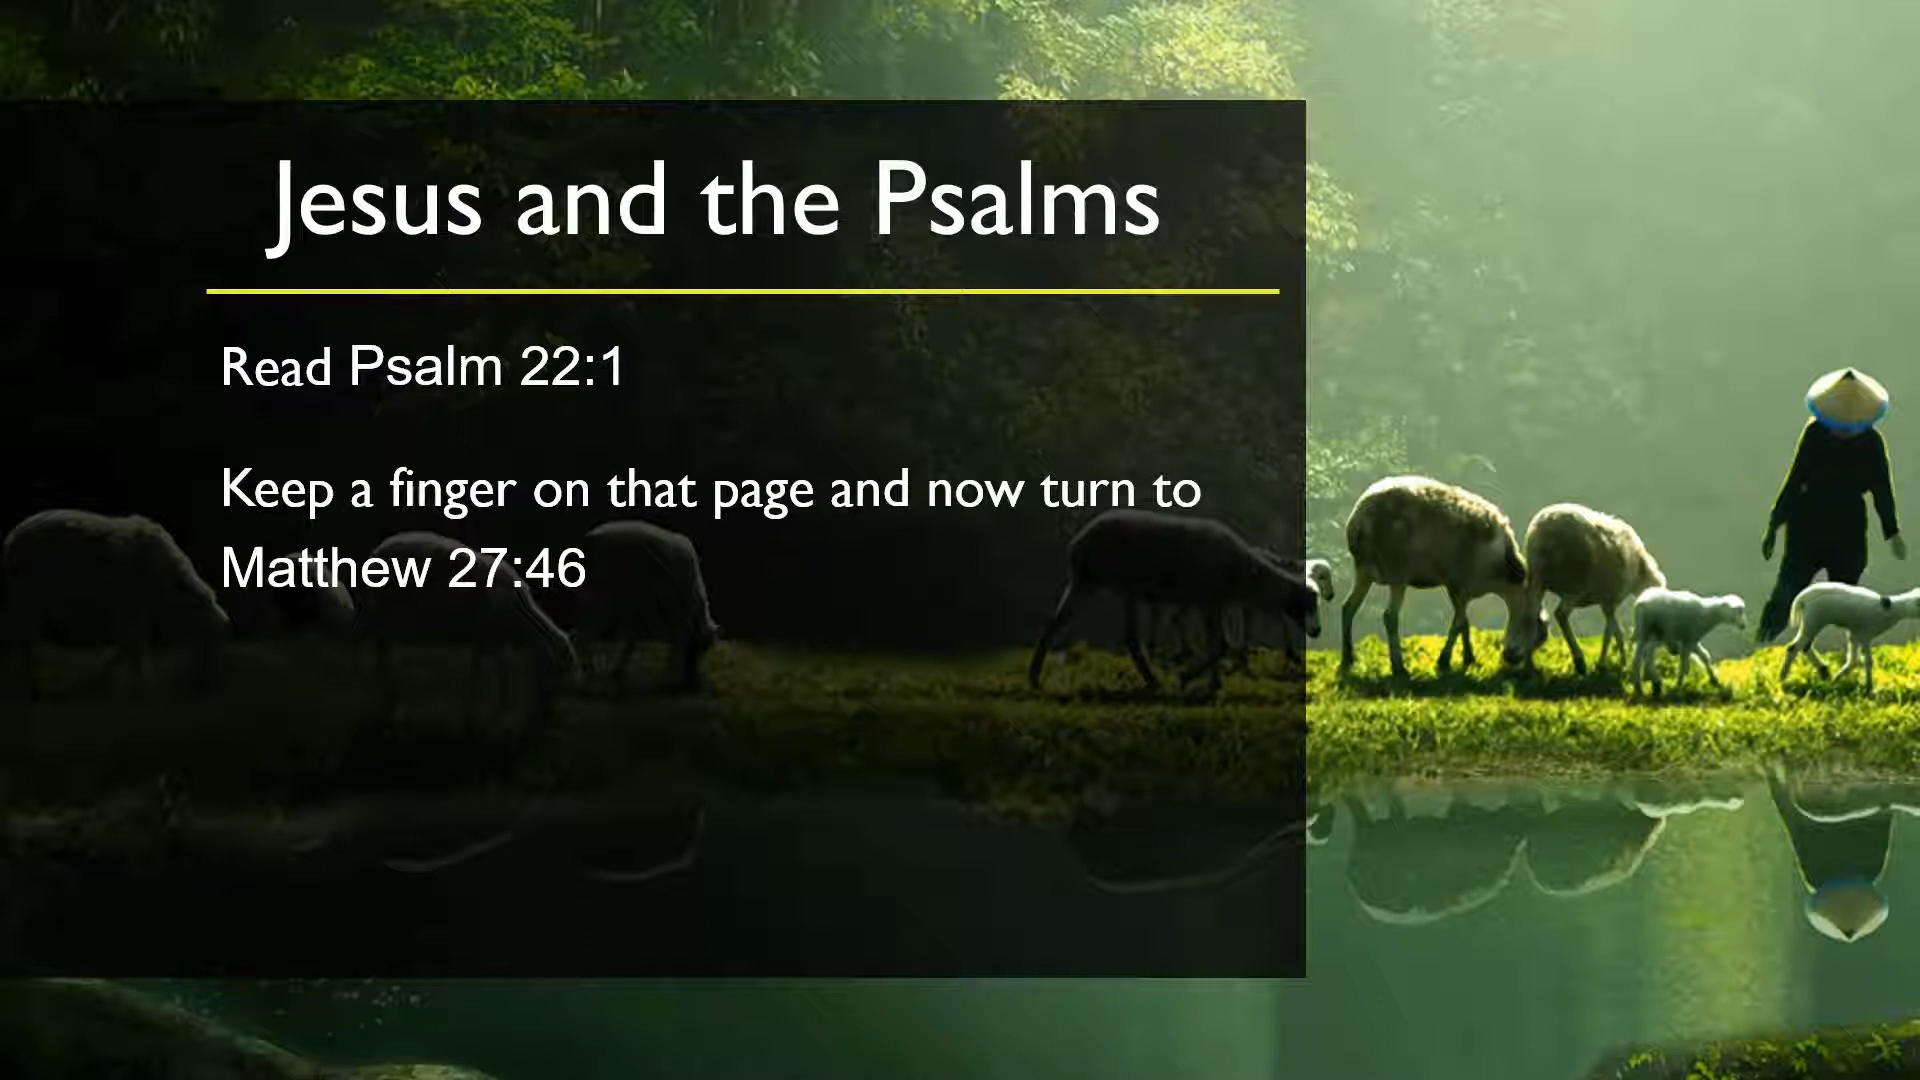 Jesus and the Psalms
Read Psalm 22:1
Keep a finger on that page and now turn to
Matthew 27:46